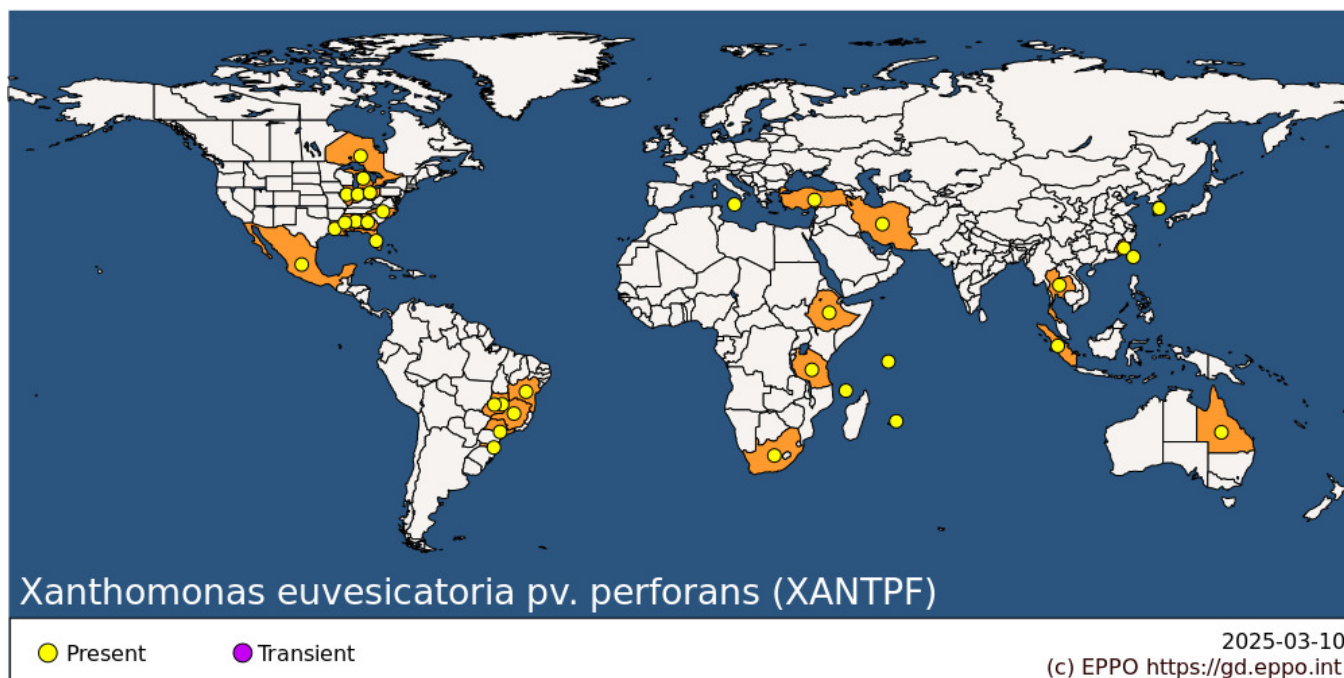 Xanthomonas euvesicatoria pv. perforans (XANTPF)
Present
Transient
2025-03-10
(c) EPPO https://gd.eppo.int